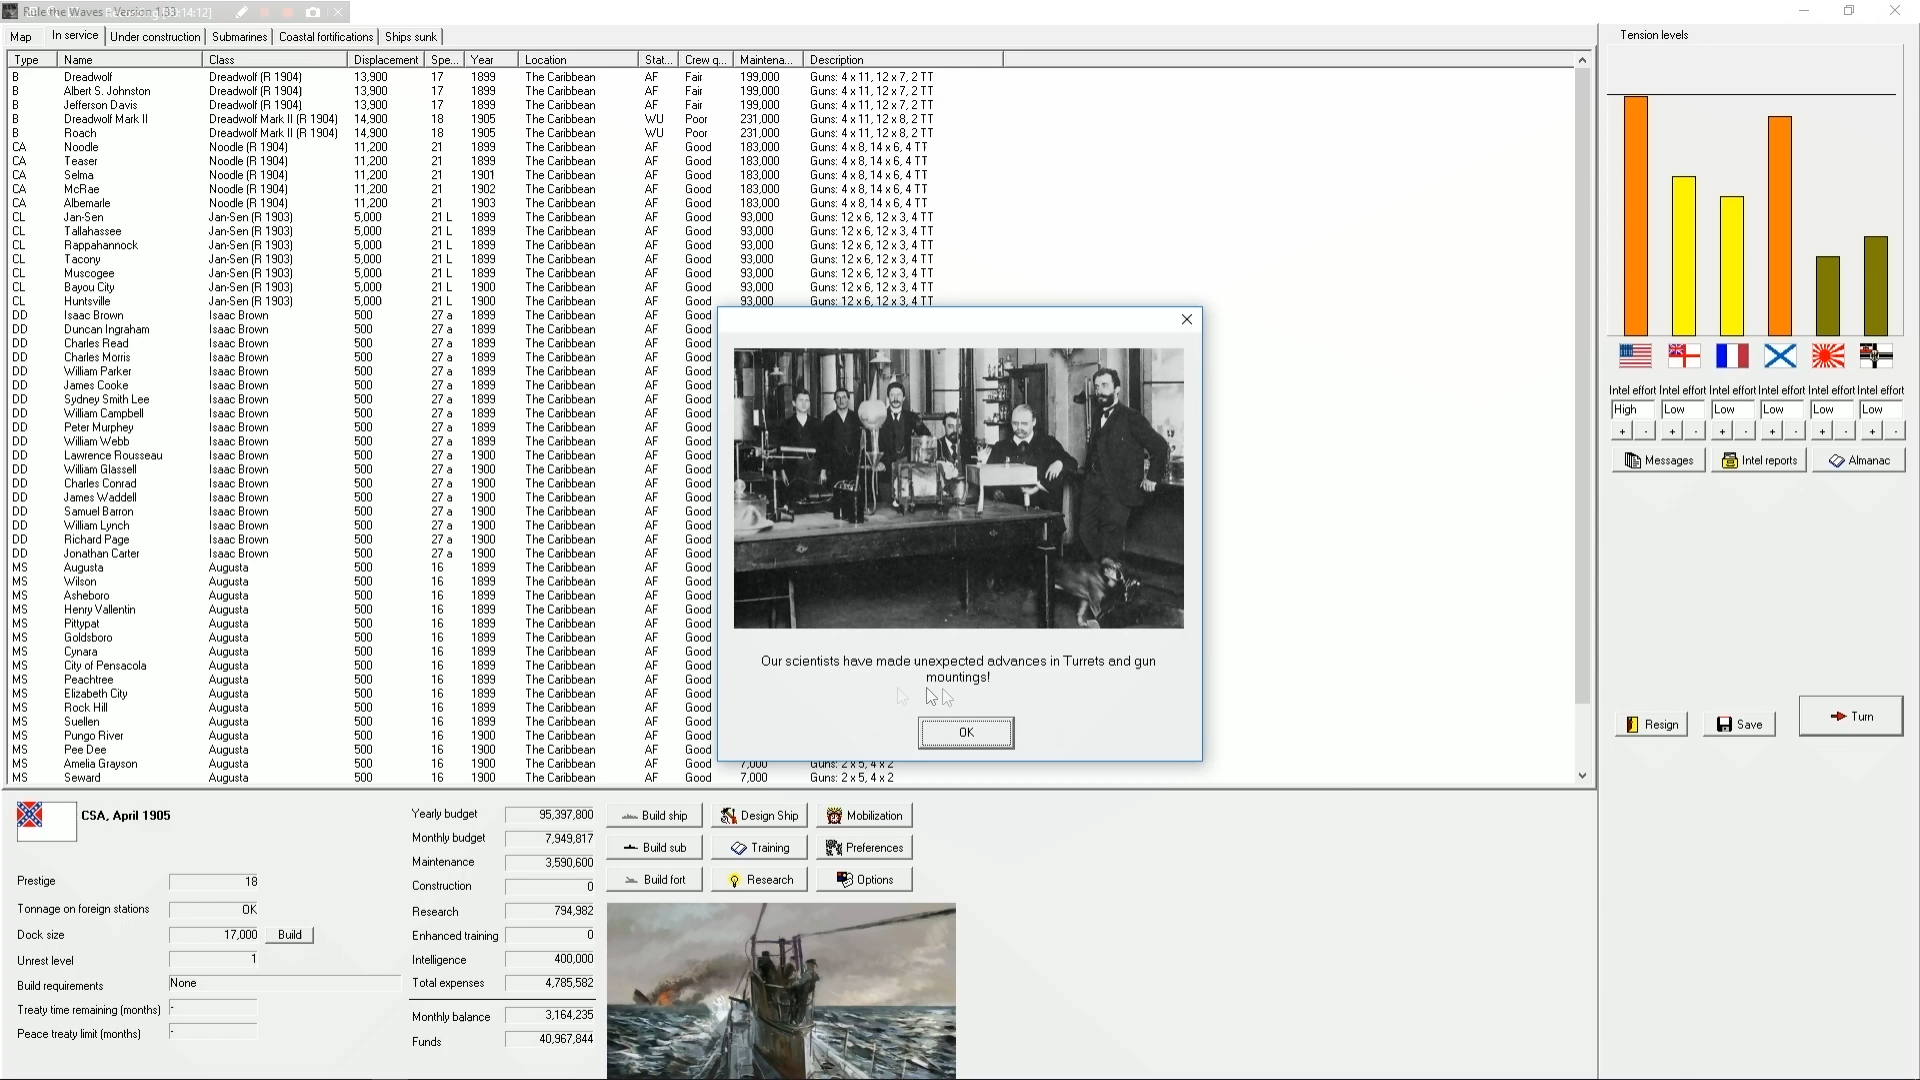 Rule the Waves - Version 1.33
Map In service Under construction Submarines Coastal fortifications Ships sunk
Type Name Class Displacement Spe... Year Location Stat... Crew q... Maintena... Description
B Dreadwolf Dreadwolf (R 1904) 13,900 17 1899 The Caribbean AF Fair 199,000 Guns: 4 x 11, 12 x 7, 2 TT
B Albert S. Johnston Dreadwolf (R 1904) 13,900 17 1899 The Caribbean AF Fair 199,000 Guns: 4 x 11, 12 x 7, 2 TT
B Jefferson Davis Dreadwolf (R 1904) 13,900 17 1899 The Caribbean AF Fair 199,000 Guns: 4 x 11, 12 x 7, 2 TT
B Dreadwolf Mark II Dreadwolf Mark II (R 1904) 14,900 18 1905 The Caribbean WU Poor 231,000 Guns: 4 x 11, 12 x 8, 2 TT
B Roach Dreadwolf Mark II (R 1904) 14,900 18 1905 The Caribbean WU Poor 231,000 Guns: 4 x 11, 12 x 8, 2 TT
CA Noodle Noodle (R 1904) 11,200 21 1899 The Caribbean AF Good 183,000 Guns: 4 x 8, 14 x 6, 4 TT
CA Teaser Noodle (R 1904) 11,200 21 1899 The Caribbean AF Good 183,000 Guns: 4 x 8, 14 x 6, 4 TT
CA Selma Noodle (R 1904) 11,200 21 1901 The Caribbean AF Good 183,000 Guns: 4 x 8, 14 x 6, 4 TT
CA McRae Noodle (R 1904) 11,200 21 1902 The Caribbean AF Good 183,000 Guns: 4 x 8, 14 x 6, 4 TT
CA Albemarle Noodle (R 1904) 11,200 21 1903 The Caribbean AF Good 183,000 Guns: 4 x 8, 14 x 6, 4 TT
CL Jan-Sen Jan-Sen (R 1903) 5,000 21 L 1899 The Caribbean AF Good 93,000 Guns: 12 x 6, 12 x 3, 4 TT
CL Tallahassee Jan-Sen (R 1903) 5,000 21 L 1899 The Caribbean AF Good 93,000 Guns: 12 x 6, 12 x 3, 4 TT
CL Rappahannock Jan-Sen (R 1903) 5,000 21 L 1899 The Caribbean AF Good 93,000 Guns: 12 x 6, 12 x 3, 4 TT
CL Tacony Jan-Sen (R 1903) 5,000 21 L 1899 The Caribbean AF Good 93,000 Guns: 12 x 6, 12 x 3, 4 TT
CL Muscogee Jan-Sen (R 1903) 5,000 21 L 1899 The Caribbean AF Good 93,000 Guns: 12 x 6, 12 x 3, 4 TT
CL Bayou City Jan-Sen (R 1903) 5,000 21 L 1900 The Caribbean AF Good 93,000 Guns: 12 x 6, 12 x 3, 4 TT
CL Huntsville Jan-Sen (R 1903) 5,000 21 L 1900 The Caribbean AF Good 93,000 Guns: 12 x 6, 12 x 3, 4 TT
DD Isaac Brown Isaac Brown 500 27 a 1899 The Caribbean AF Good
DD Duncan Ingraham Isaac Brown 500 27 a 1899 The Caribbean AF Good
DD Charles Read Isaac Brown 500 27 a 1899 The Caribbean AF Good
DD Charles Morris Isaac Brown 500 27 a 1899 The Caribbean AF Good
DD William Parker Isaac Brown 500 27 a 1899 The Caribbean AF Good
DD James Cooke Isaac Brown 500 27 a 1899 The Caribbean AF Good
DD Sydney Smith Lee Isaac Brown 500 27 a 1899 The Caribbean AF Good
DD William Campbell Isaac Brown 500 27 a 1899 The Caribbean AF Good
DD Peter Murphey Isaac Brown 500 27 a 1899 The Caribbean AF Good
DD William Webb Isaac Brown 500 27 a 1900 The Caribbean AF Good
DD Lawrence Rousseau Isaac Brown 500 27 a 1900 The Caribbean AF Good
DD William Glassell Isaac Brown 500 27 a 1900 The Caribbean AF Good
DD Charles Conrad Isaac Brown 500 27 a 1900 The Caribbean AF Good
DD James Waddell Isaac Brown 500 27 a 1900 The Caribbean AF Good
DD Samuel Barron Isaac Brown 500 27 a 1900 The Caribbean AF Good
DD William Lynch Isaac Brown 500 27 a 1900 The Caribbean AF Good
DD Richard Page Isaac Brown 500 27 a 1900 The Caribbean AF Good
DD Jonathan Carter Isaac Brown 500 27 a 1900 The Caribbean AF Good
MS Augusta Augusta 500 16 1899 The Caribbean AF Good
MS Wilson Augusta 500 16 1899 The Caribbean AF Good
MS Asheboro Augusta 500 16 1899 The Caribbean AF Good
MS Henry Vallentin Augusta 500 16 1899 The Caribbean AF Good
MS Pittypat Augusta 500 16 1899 The Caribbean AF Good
MS Goldsboro Augusta 500 16 1899 The Caribbean AF Good
MS Cynara Augusta 500 16 1899 The Caribbean AF Good
MS City of Pensacola Augusta 500 16 1899 The Caribbean AF Good
MS Peachtree Augusta 500 16 1899 The Caribbean AF Good
MS Elizabeth City Augusta 500 16 1899 The Caribbean AF Good
MS Rock Hill Augusta 500 16 1899 The Caribbean AF Good
MS Suellen Augusta 500 16 1899 The Caribbean AF Good
MS Pungo River Augusta 500 16 1900 The Caribbean AF Good
MS Pee Dee Augusta 500 16 1900 The Caribbean AF Good
MS Amelia Grayson Augusta 500 16 1900 The Caribbean AF Good 7,000 Guns: 2 x 5, 4 x 2
MS Seward Augusta 500 16 1900 The Caribbean AF Good 7,000 Guns: 2 x 5, 4 x 2
Our scientists have made unexpected advances in Turrets and gun
mountings!
OK
Tension levels
Intel effort Intel effort Intel effort Intel effort Intel effort Intel effort
High Low Low Low Low Low
+ - + - + - + - + - + -
Messages Intel reports Almanac
Resign Save Turn
CSA, April 1905
Prestige 18
Tonnage on foreign stations OK
Dock size 17,000 Build
Unrest level 1
Build requirements None
Treaty time remaining (months) -
Peace treaty limit (months) -
Yearly budget 95,397,800
Monthly budget 7,949,817
Maintenance 3,590,600
Construction 0
Research 794,982
Enhanced training 0
Intelligence 400,000
Total expenses 4,785,582
Monthly balance 3,164,235
Funds 40,967,844
Build ship Design Ship Mobilization
Build sub Training Preferences
Build fort Research Options